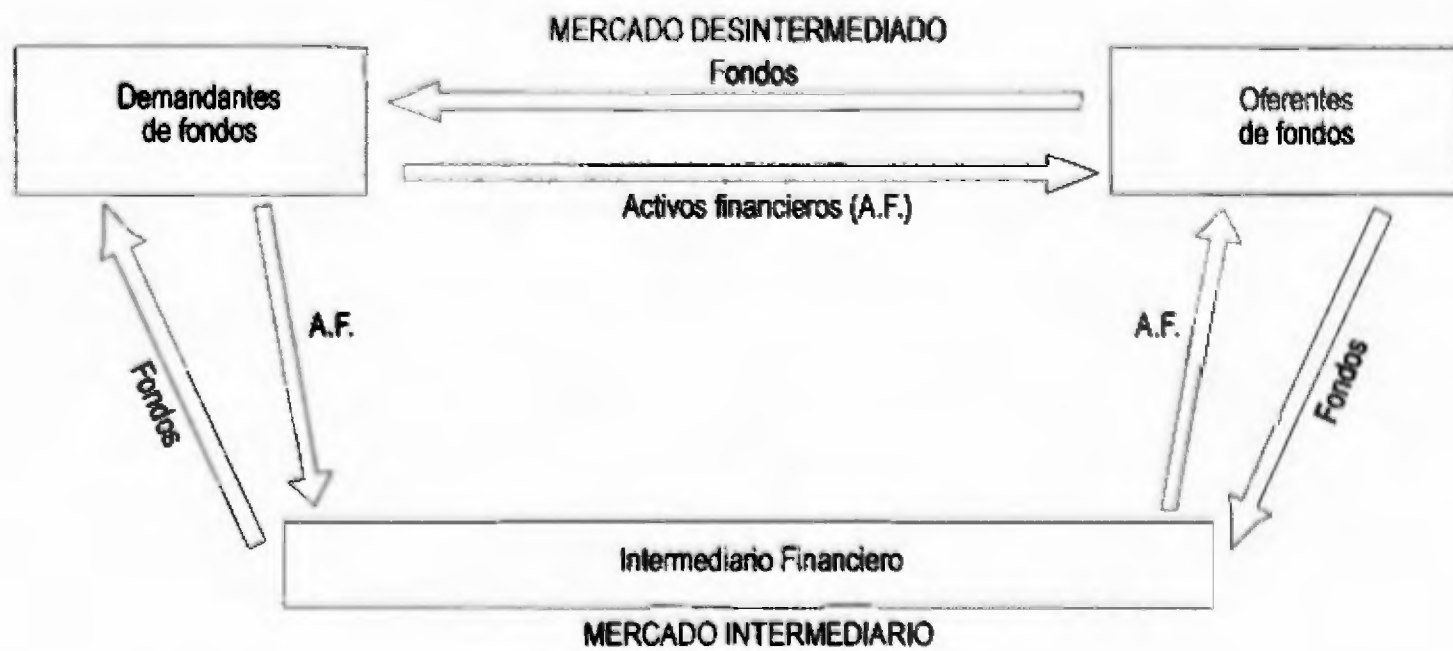 MERCADO DESINTERMEDIADO
Fondos
Demandantes
de fondos
Oferentes
de fondos
Activos financieros (A.F.)
A.F.
A.F.
Fondos
Fondos
Intermediario Financiero
MERCADO INTERMEDIARIO